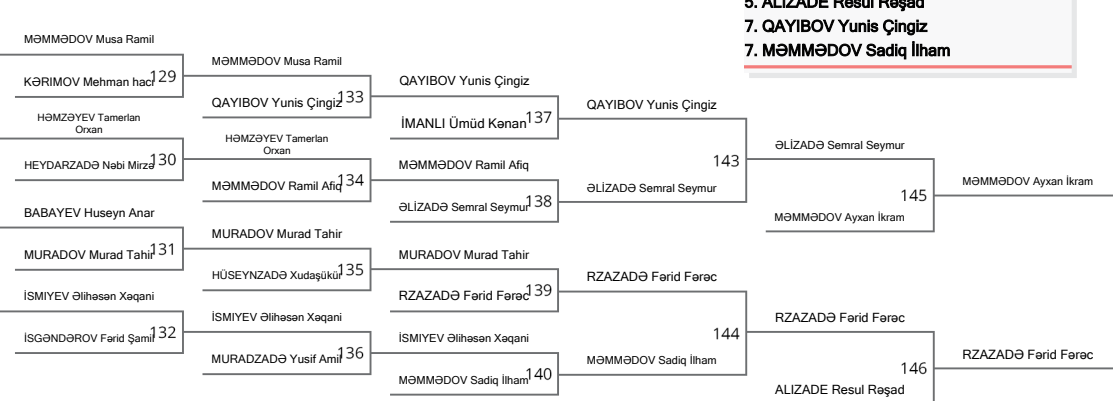 5. ALIZADE Resul Rəşad
7. QAYIBOV Yunis Çingiz
7. MƏMMƏDOV Sadiq İlham
MƏMMƏDOV Musa Ramil
KƏRIMOV Mehman hacı
129
HƏMZƏYEV Tamerlan
Orxan
HEYDARZADƏ Nəbi Mirzə
130
BABAYEV Huseyn Anar
MURADOV Murad Tahir
131
İSMIYEV Əlihəsən Xəqani
İSGƏNDƏROV Fərid Şamil
132
MƏMMƏDOV Musa Ramil
QAYIBOV Yunis Çingiz
133
HƏMZƏYEV Tamerlan
Orxan
MƏMMƏDOV Ramil Afiq
134
MURADOV Murad Tahir
HÜSEYNZADƏ Xudaşükür
135
İSMIYEV Əlihəsən Xəqani
MURADZADƏ Yusif Amil
136
QAYIBOV Yunis Çingiz
İMANLI Ümüd Kənan
137
MƏMMƏDOV Ramil Afiq
ƏLİZADƏ Semral Seymur
138
MURADOV Murad Tahir
RZAZADƏ Fərid Fərəc
139
İSMIYEV Əlihəsən Xəqani
MƏMMƏDOV Sadiq İlham
140
QAYIBOV Yunis Çingiz
143
ƏLİZADƏ Semral Seymur
RZAZADƏ Fərid Fərəc
144
MƏMMƏDOV Sadiq İlham
ƏLİZADƏ Semral Seymur
145
MƏMMƏDOV Ayxan İkram
RZAZADƏ Fərid Fərəc
146
ALIZADE Resul Rəşad
MƏMMƏDOV Ayxan İkram
RZAZADƏ Fərid Fərəc